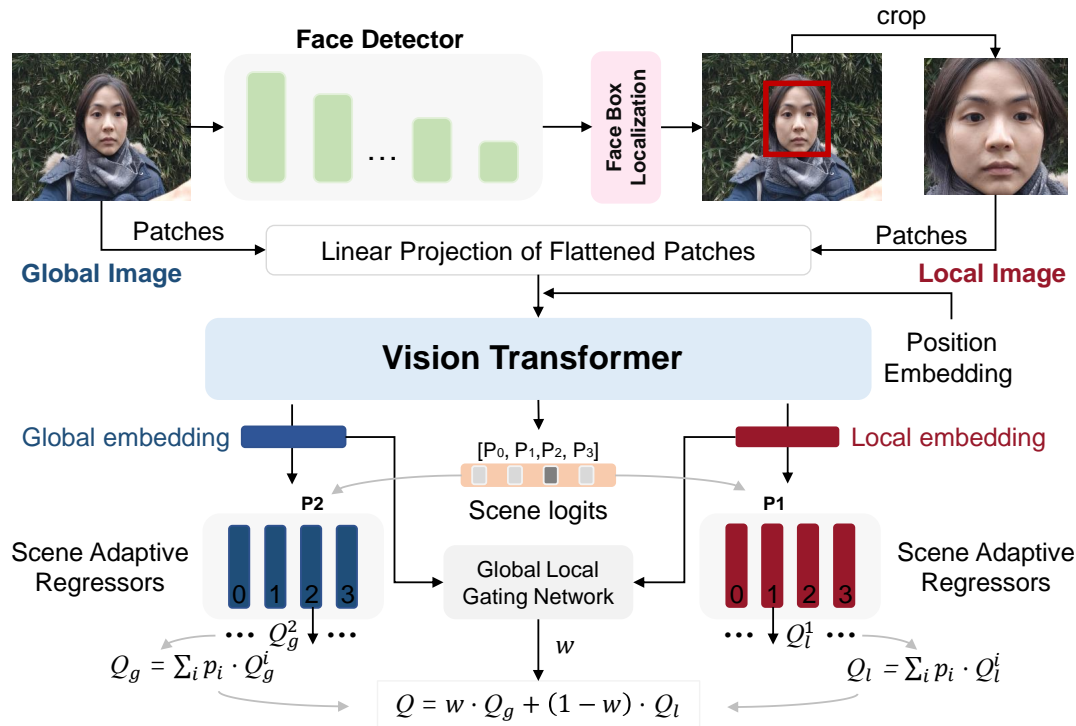 crop
Face Detector
...
Face Box
Localization
Patches
Patches
Linear Projection of Flattened Patches
Global Image
Local Image
Vision Transformer
Position
Embedding
Global embedding
Local embedding
[P₀, P₁,P₂, P₃]
Scene logits
P2
P1
Scene Adaptive
Regressors
0 1 2 3
Global Local
Gating Network
0 1 2 3
Scene Adaptive
Regressors
••• Q_g^2 •••
w
••• Q_l^1 •••
Q_g = ∑_i p_i · Q_g^i
Q_l = ∑_i p_i · Q_l^i
Q = w · Q_g + (1 − w) · Q_l